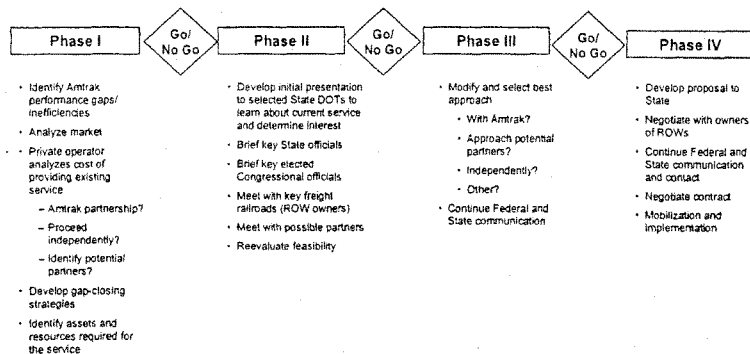 Phase I
Go/
No Go
Phase II
Go/
No Go
Phase III
Go/
No Go
Phase IV
• Identify Amtrak
performance gaps/
inefficiencies
• Analyze market
• Private operator
analyzes cost of
providing existing
service
– Amtrak partnership?
– Proceed
independently?
– Identify potential
partners?
• Develop gap-closing
strategies
• Identify assets and
resources required for
the service
• Develop initial presentation
to selected State DOTs to
learn about current service
and determine interest
• Brief key State officials
• Brief key elected
Congressional officials
• Meet with key freight
railroads (ROW owners)
• Meet with possible partners
• Reevaluate feasibility
• Modify and select best
approach
• With Amtrak?
• Approach potential
partners?
• Independently?
• Other?
• Continue Federal and
State communication
• Develop proposal to
State
• Negotiate with owners
of ROWs
• Continue Federal and
State communication
and contact
• Negotiate contract
• Mobilization and
implementation